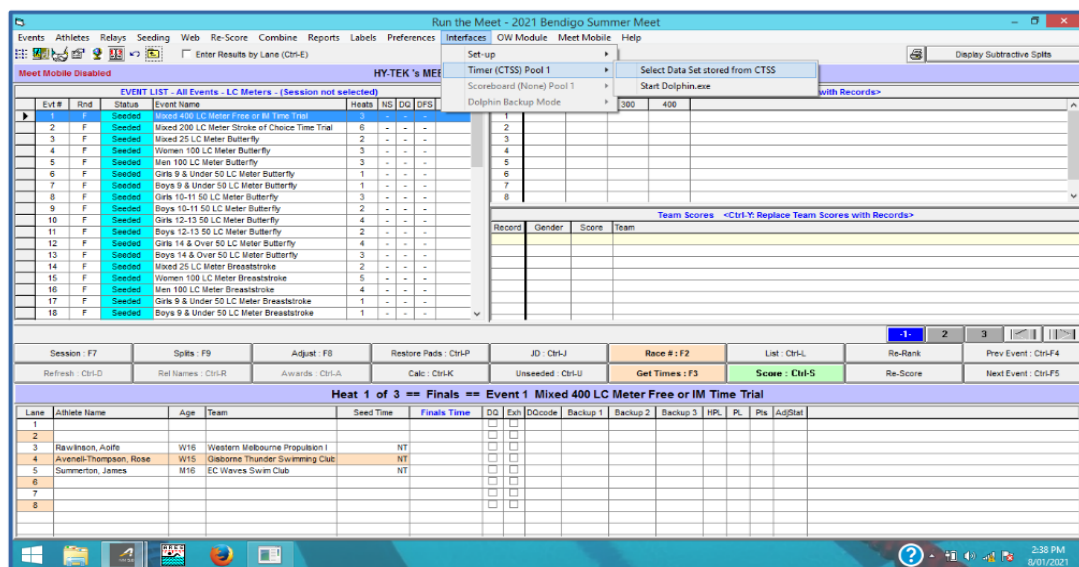 Run the Meet - 2021 Bendigo Summer Meet
Events Athletes Relays Seeding Web Re-Score Combine Reports Labels Preferences Interfaces OW Module Meet Mobile Help
Enter Results by Lane (Ctrl-E) Display Subtractive Splits
Set-up
Timer (CTSS) Pool 1
Scoreboard (None) Pool 1
Dolphin Backup Mode
Select Data Set stored from CTSS
Start Dolphin.exe
Meet Mobile Disabled HY-TEK 's MEE
EVENT LIST - All Events - LC Meters - (Session not selected)
with Records>
Evt # Rnd Status Event Name Heats NS DQ DFS
1 F Seeded Mixed 400 LC Meter Free or IM Time Trial 3 - - -
2 F Seeded Mixed 200 LC Meter Stroke of Choice Time Trial 6 - - -
3 F Seeded Mixed 25 LC Meter Butterfly 2 - - -
4 F Seeded Women 100 LC Meter Butterfly 3 - - -
5 F Seeded Men 100 LC Meter Butterfly 3 - - -
6 F Seeded Girls 9 & Under 50 LC Meter Butterfly 1 - - -
7 F Seeded Boys 9 & Under 50 LC Meter Butterfly 1 - - -
8 F Seeded Girls 10-11 50 LC Meter Butterfly 3 - - -
9 F Seeded Boys 10-11 50 LC Meter Butterfly 2 - - -
10 F Seeded Girls 12-13 50 LC Meter Butterfly 4 - - -
11 F Seeded Boys 12-13 50 LC Meter Butterfly 2 - - -
12 F Seeded Girls 14 & Over 50 LC Meter Butterfly 4 - - -
13 F Seeded Boys 14 & Over 50 LC Meter Butterfly 3 - - -
14 F Seeded Mixed 25 LC Meter Breaststroke 2 - - -
15 F Seeded Women 100 LC Meter Breaststroke 5 - - -
16 F Seeded Men 100 LC Meter Breaststroke 4 - - -
17 F Seeded Girls 9 & Under 50 LC Meter Breaststroke 1 - - -
18 F Seeded Boys 9 & Under 50 LC Meter Breaststroke 1 - - -
300 400
1
2
3
4
5
6
7
8
Team Scores <Ctrl-Y: Replace Team Scores with Records>
Record Gender Score Team
-1- 2 3
Session : F7 Splits : F9 Adjust : F8 Restore Pads : Ctrl-P JD : Ctrl-J Race # : F2 List : Ctrl-L Re-Rank Prev Event : Ctrl-F4
Refresh : Ctrl-D Rel Names : Ctrl-R Awards : Ctrl-A Calc : Ctrl-K Unseeded : Ctrl-U Get Times : F3 Score : Ctrl-S Re-Score Next Event : Ctrl-F5
Heat 1 of 3 == Finals == Event 1 Mixed 400 LC Meter Free or IM Time Trial
Lane Athlete Name Age Team Seed Time Finals Time DQ Exh DQcode Backup 1 Backup 2 Backup 3 HPL PL Pts AdjStat
1
2
3 Rawlinson, Aoife W16 Western Melbourne Propulsion I NT
4 Avenell-Thompson, Rose W15 Gisborne Thunder Swimming Club NT
5 Summerton, James M16 EC Waves Swim Club NT
6
7
8
2:38 PM
8/01/2021